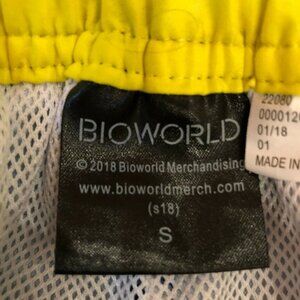 BIOWORLD
© 2018 Bioworld Merchandising
www.bioworldmerch.com
(s18)
S
22080
01/18
01
MADE IN